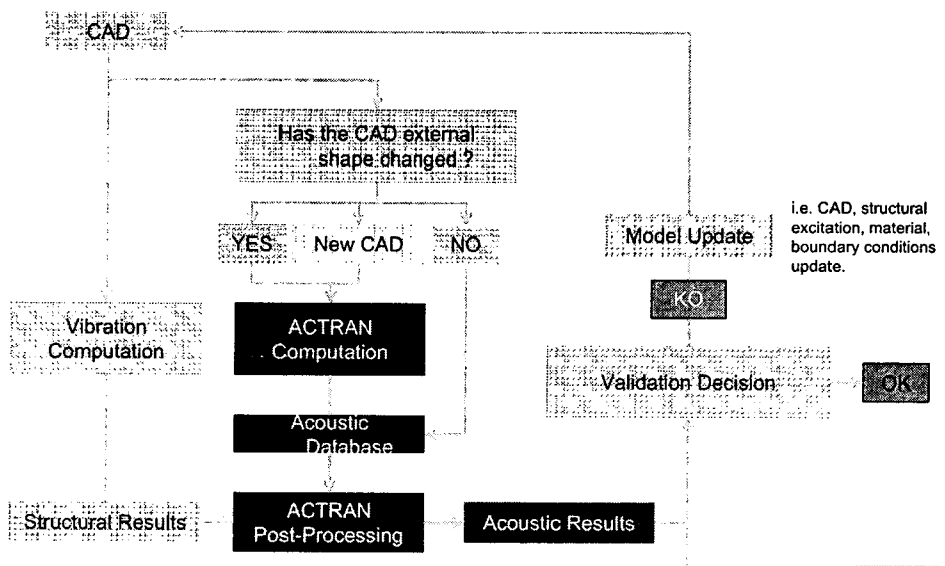 CAD
Has the CAD external
shape changed ?
YES
New CAD
NO
i.e. CAD, structural
excitation, material,
boundary conditions
update.
Model Update
KO
Vibration
Computation
ACTRAN
Computation
Validation Decision
OK
Acoustic
Database
Structural Results
ACTRAN
Post-Processing
Acoustic Results